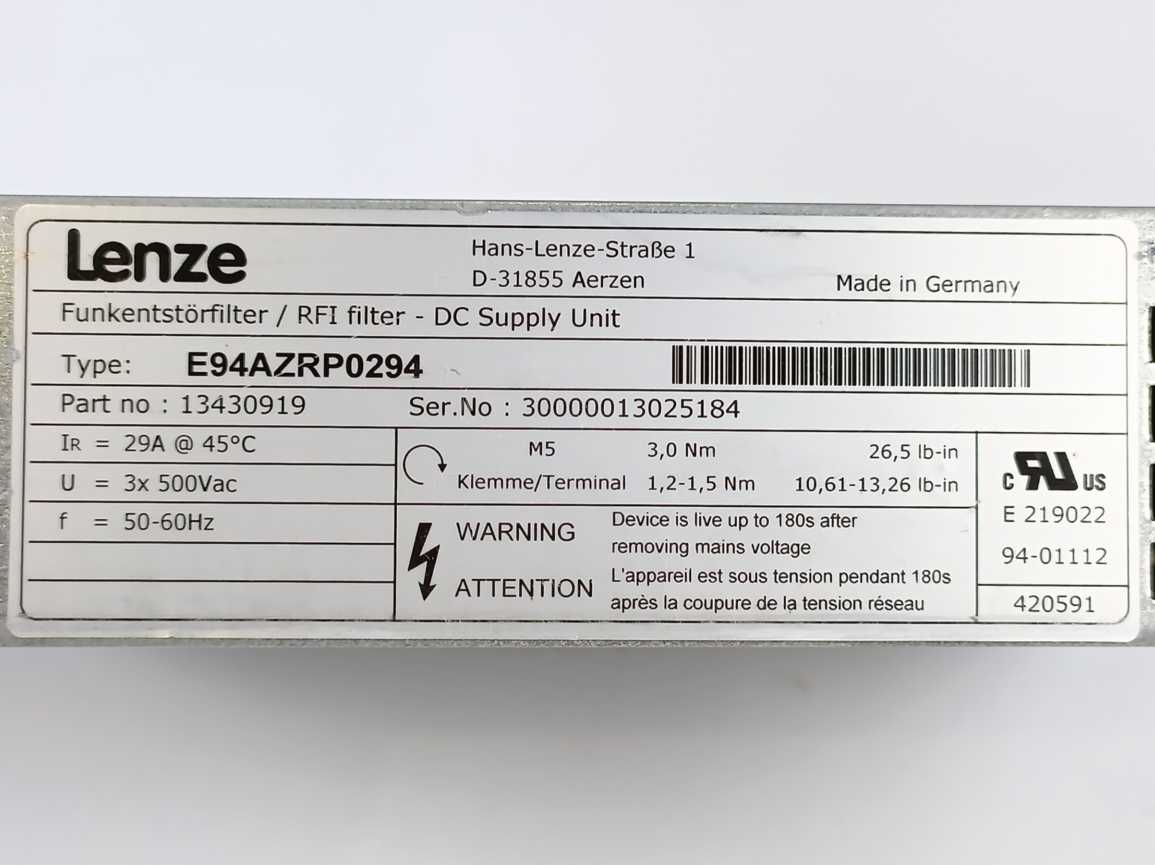 Lenze
Hans-Lenze-Straße 1
D-31855 Aerzen
Made in Germany
Funkentstörfilter / RFI filter - DC Supply Unit
Type: E94AZRP0294
Part no : 13430919 Ser.No : 30000013025184
IR = 29A @ 45°C
U = 3x 500Vac
f = 50-60Hz
M5 3,0 Nm 26,5 lb-in
Klemme/Terminal 1,2-1,5 Nm 10,61-13,26 lb-in
WARNING
Device is live up to 180s after
removing mains voltage
ATTENTION
L'appareil est sous tension pendant 180s
après la coupure de la tension réseau
c RU US
E 219022
94-01112
420591